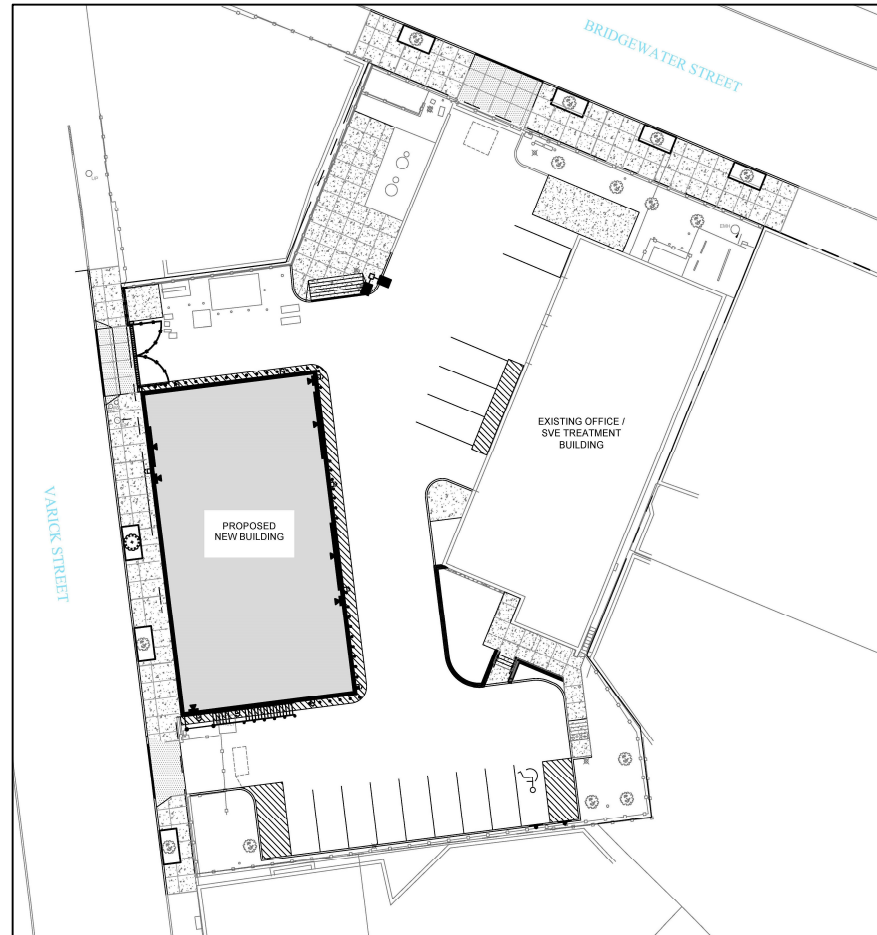 BRIDGEWATER STREET
EXISTING OFFICE /
SVE TREATMENT
BUILDING
PROPOSED
NEW BUILDING
VARICK STREET